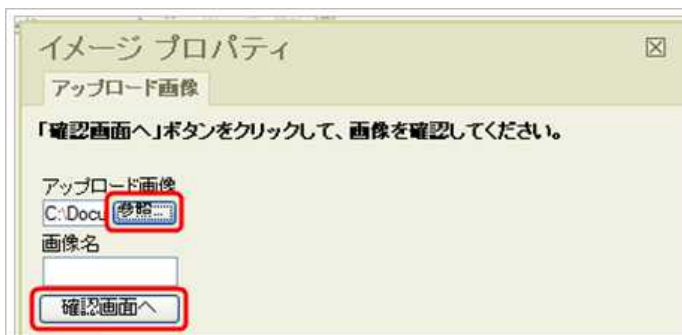 イメージ プロパティ
アップロード画像
「確認画面へ」ボタンをクリックして、画像を確認してください。
アップロード画像
C:\Docu 参照...
画像名
確認画面へ